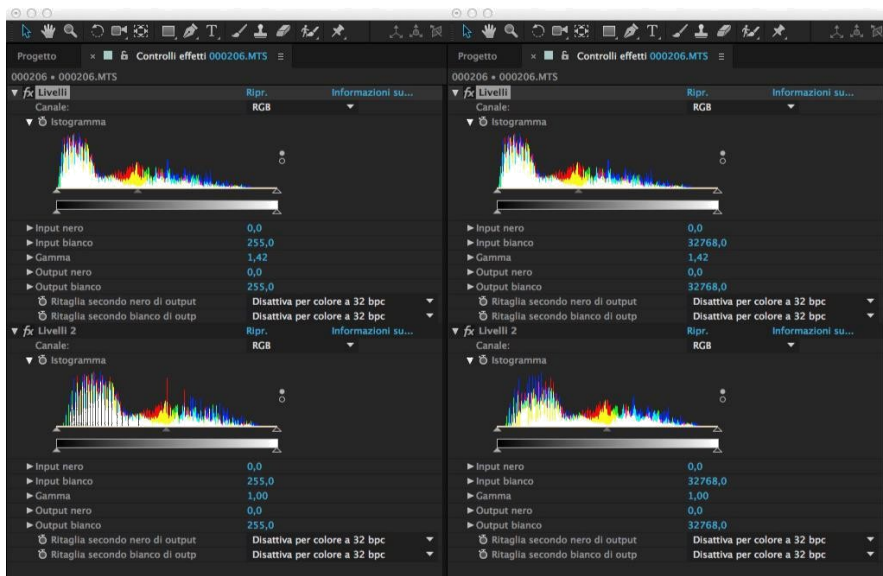 Progetto × Controlli effetti 000206.MTS
000206 • 000206.MTS
fx Livelli Ripr. Informazioni su...
Canale: RGB
Istogramma
Input nero 0,0
Input bianco 255,0
Gamma 1,42
Output nero 0,0
Output bianco 255,0
Ritaglia secondo nero di output Disattiva per colore a 32 bpc
Ritaglia secondo bianco di outp Disattiva per colore a 32 bpc
fx Livelli 2 Ripr. Informazioni su...
Canale: RGB
Istogramma
Input nero 0,0
Input bianco 255,0
Gamma 1,00
Output nero 0,0
Output bianco 255,0
Ritaglia secondo nero di output Disattiva per colore a 32 bpc
Ritaglia secondo bianco di outp Disattiva per colore a 32 bpc
Progetto × Controlli effetti 000206.MTS
000206 • 000206.MTS
fx Livelli Ripr. Informazioni su...
Canale: RGB
Istogramma
Input nero 0,0
Input bianco 32768,0
Gamma 1,42
Output nero 0,0
Output bianco 32768,0
Ritaglia secondo nero di output Disattiva per colore a 32 bpc
Ritaglia secondo bianco di outp Disattiva per colore a 32 bpc
fx Livelli 2 Ripr. Informazioni su...
Canale: RGB
Istogramma
Input nero 0,0
Input bianco 32768,0
Gamma 1,00
Output nero 0,0
Output bianco 32768,0
Ritaglia secondo nero di output Disattiva per colore a 32 bpc
Ritaglia secondo bianco di outp Disattiva per colore a 32 bpc